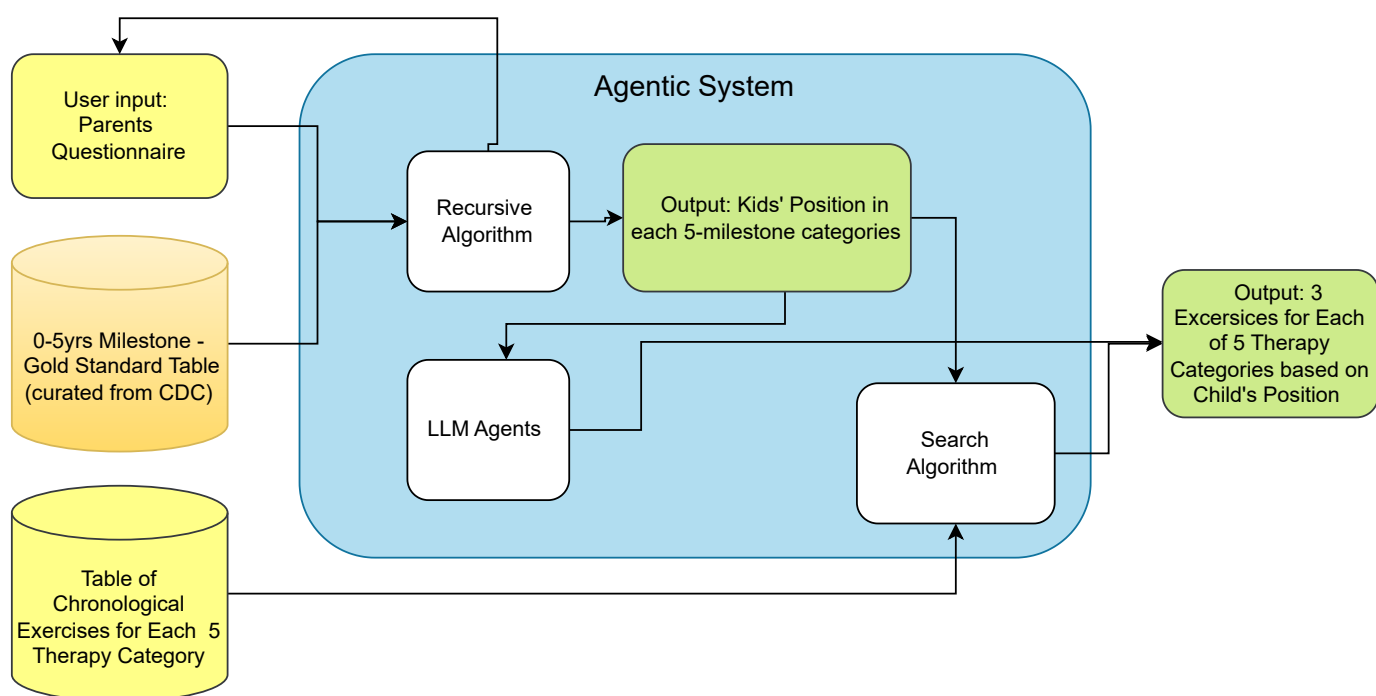 Agentic System
User input:
Parents
Questionnaire
Recursive
Algorithm
Output: Kids' Position in
each 5-milestone categories
0-5yrs Milestone -
Gold Standard Table
(curated from CDC)
LLM Agents
Search
Algorithm
Output: 3
Excersices for Each
of 5 Therapy
Categories based on
Child's Position
Table of
Chronological
Exercises for Each  5
Therapy Category